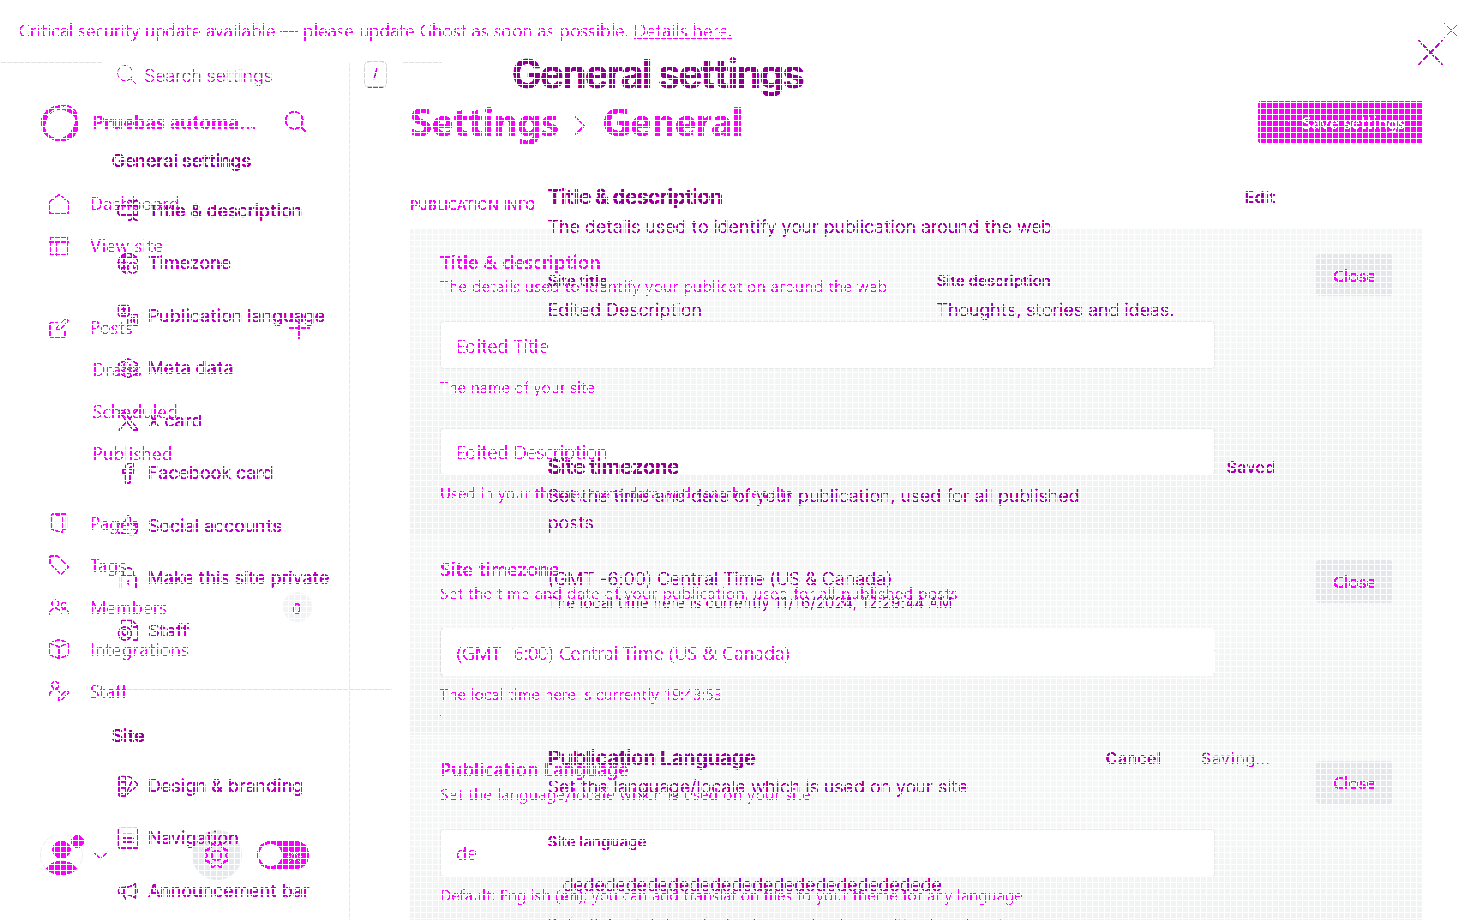 Critical security update available — please update Ghost as soon as possible. Details here.
Search settings
/
General settings
Pruebas automa...
Settings > General
Save settings
General settings
Dashboard
Title & description
View site
Timezone
Publication language
Posts
Meta data
Drafts
Scheduled
X card
Published
Facebook card
Pages
Social accounts
Tags
Make this site private
Members
0
Staff
Integrations
Staff
Site
Design & branding
Navigation
Announcement bar
PUBLICATION INFO
Title & description
Edit
The details used to identify your publication around the web
Title & description
Close
The details used to identify your publication around the web
Site title
Site description
Edited Description
Thoughts, stories and ideas.
Edited Title
The name of your site
Edited Description
Site timezone
Saved
Used in your theme, meta data and search results
Set the time and date of your publication, used for all published
posts
Site timezone
Close
(GMT -6:00) Central Time (US & Canada)
Set the time and date of your publication, used for all published posts
The local time here is currently 11/16/2024, 12:29:44 AM
(GMT -6:00) Central Time (US & Canada)
The local time here is currently 19:43:53
.
Publication Language
Cancel
Saving...
Publication Language
Close
Set the language/locale which is used on your site
Set the language/locale which is used on your site
Site language
de
dedededededededededededededededede
Default: English (en); you can add translation files to your theme for any language